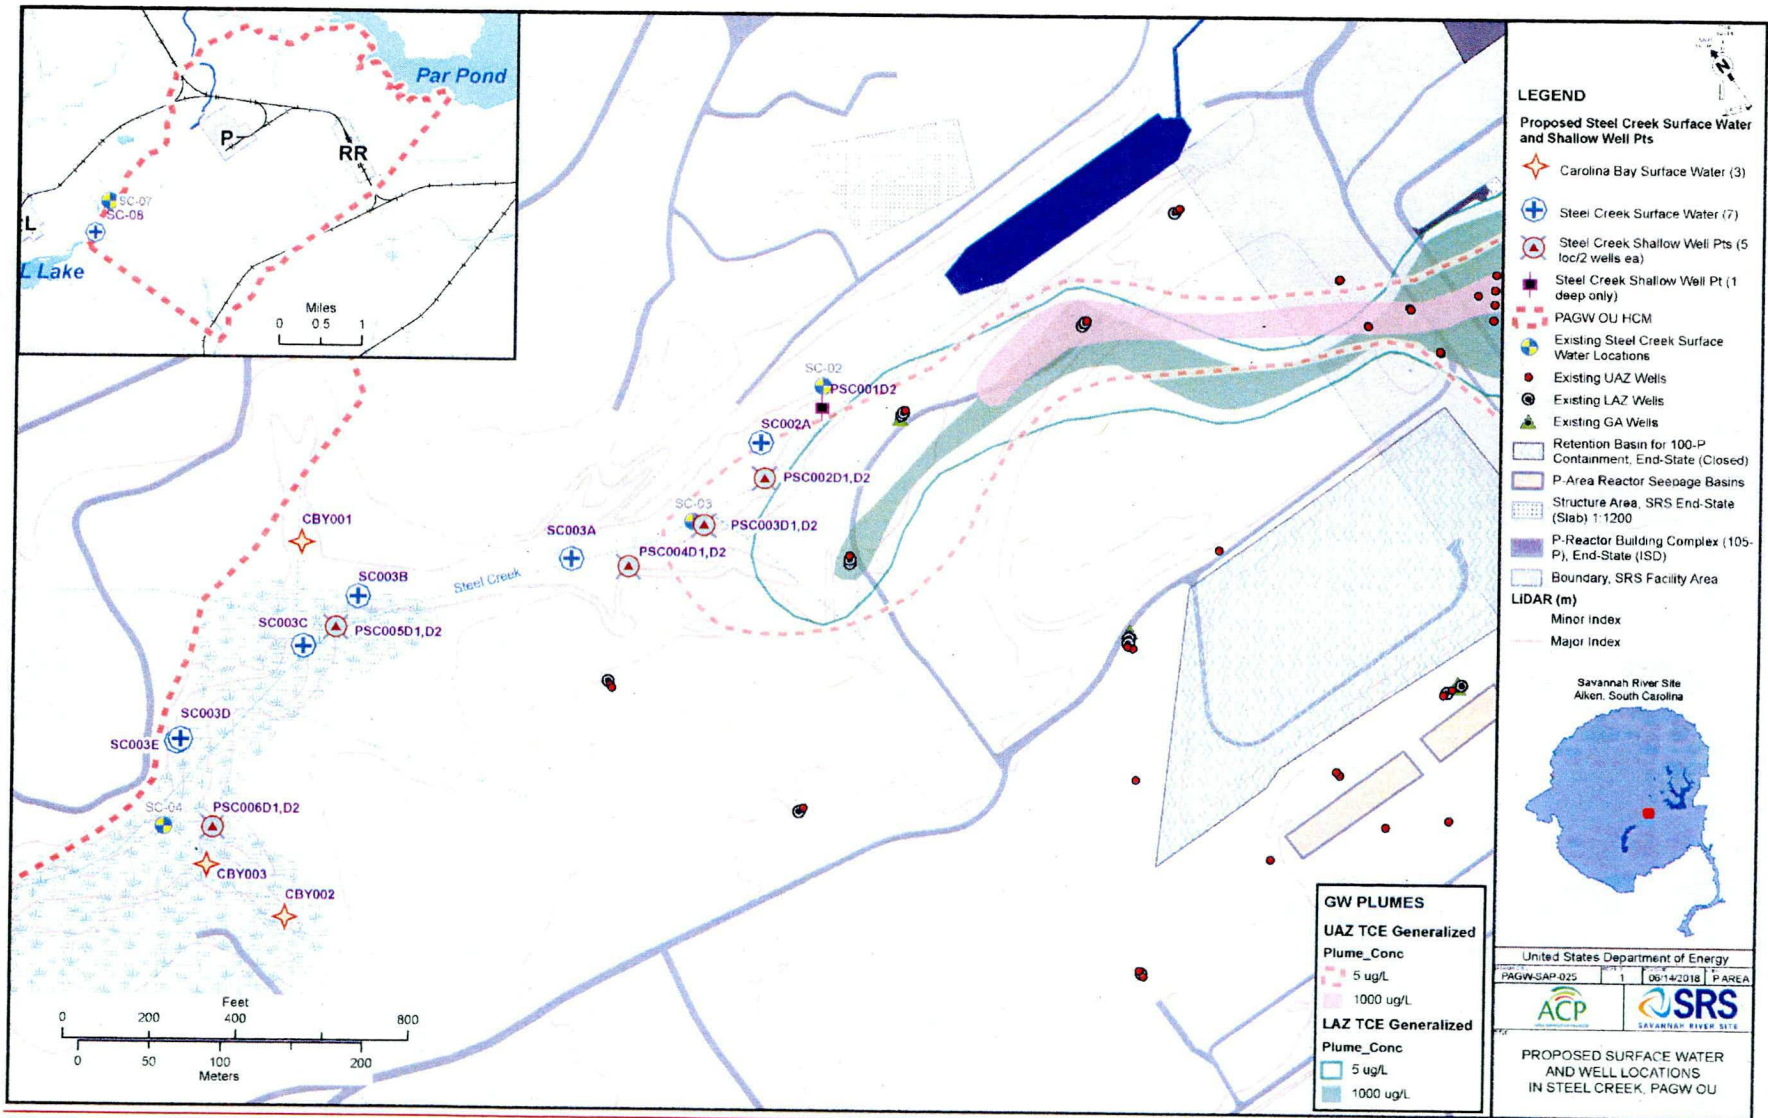 Par Pond
P
RR
SC-07
SC-08
L
L Lake
Miles
0 0.5 1
SC-02
PSC001D2
SC002A
PSC002D1,D2
SC-03
PSC003D1,D2
SC003A
PSC004D1,D2
CBY001
Steel Creek
SC003B
SC003C
PSC005D1,D2
SC003D
SC003E
SC-04
PSC006D1,D2
CBY003
CBY002
Feet
0 200 400 800
0 50 100 200
Meters
GW PLUMES
UAZ TCE Generalized
Plume_Conc
5 ug/L
1000 ug/L
LAZ TCE Generalized
Plume_Conc
5 ug/L
1000 ug/L
N
LEGEND
Proposed Steel Creek Surface Water
and Shallow Well Pts
Carolina Bay Surface Water (3)
Steel Creek Surface Water (7)
Steel Creek Shallow Well Pts (5
loc/2 wells ea)
Steel Creek Shallow Well Pt (1
deep only)
PAGW OU HCM
Existing Steel Creek Surface
Water Locations
Existing UAZ Wells
Existing LAZ Wells
Existing GA Wells
Retention Basin for 100-P
Containment, End-State (Closed)
P-Area Reactor Seepage Basins
Structure Area, SRS End-State
(Slab) 1:1200
P-Reactor Building Complex (105-
P), End-State (ISD)
Boundary, SRS Facility Area
LiDAR (m)
Minor Index
Major Index
Savannah River Site
Aiken, South Carolina
United States Department of Energy
PAGW-SAP-025 1 06/14/2018 P AREA
ACP
SRS
SAVANNAH RIVER SITE
PROPOSED SURFACE WATER
AND WELL LOCATIONS
IN STEEL CREEK, PAGW OU